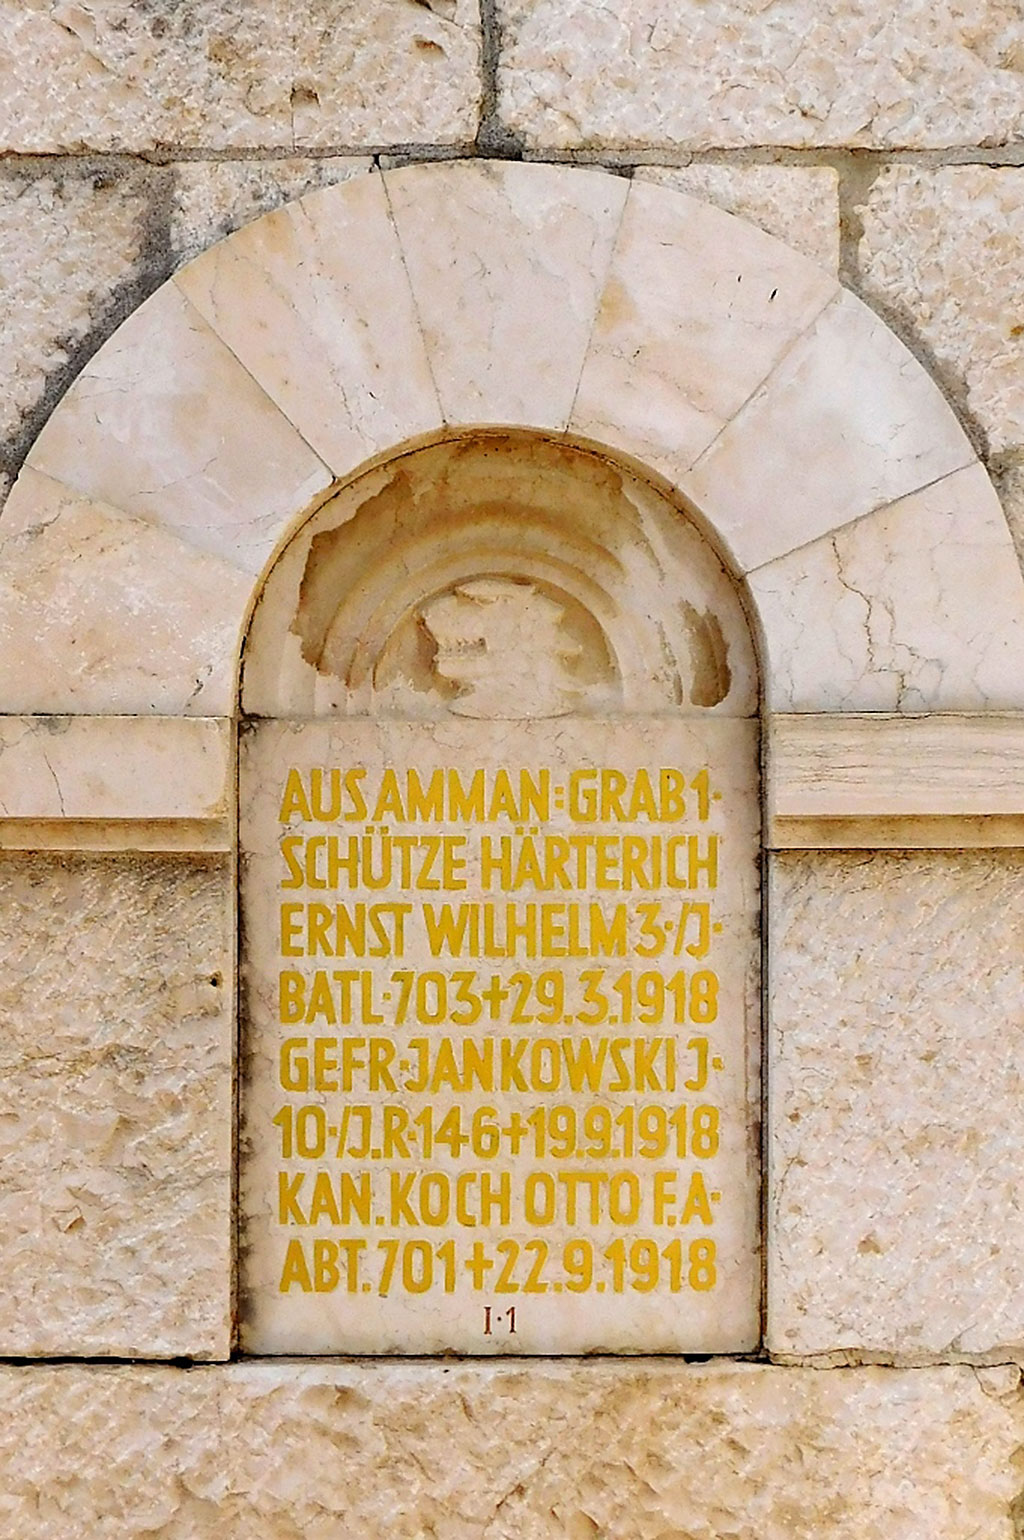 AUS AMMAN:GRAB 1·
SCHÜTZE HÄRTERICH
ERNST WILHELM 3·/J·
BATL·703+29.3.1918
GEFR·JANKOWSKI J·
10·/J.R·146+19.9.1918
KAN.KOCH OTTO F.A·
ABT.701+22.9.1918
I·1